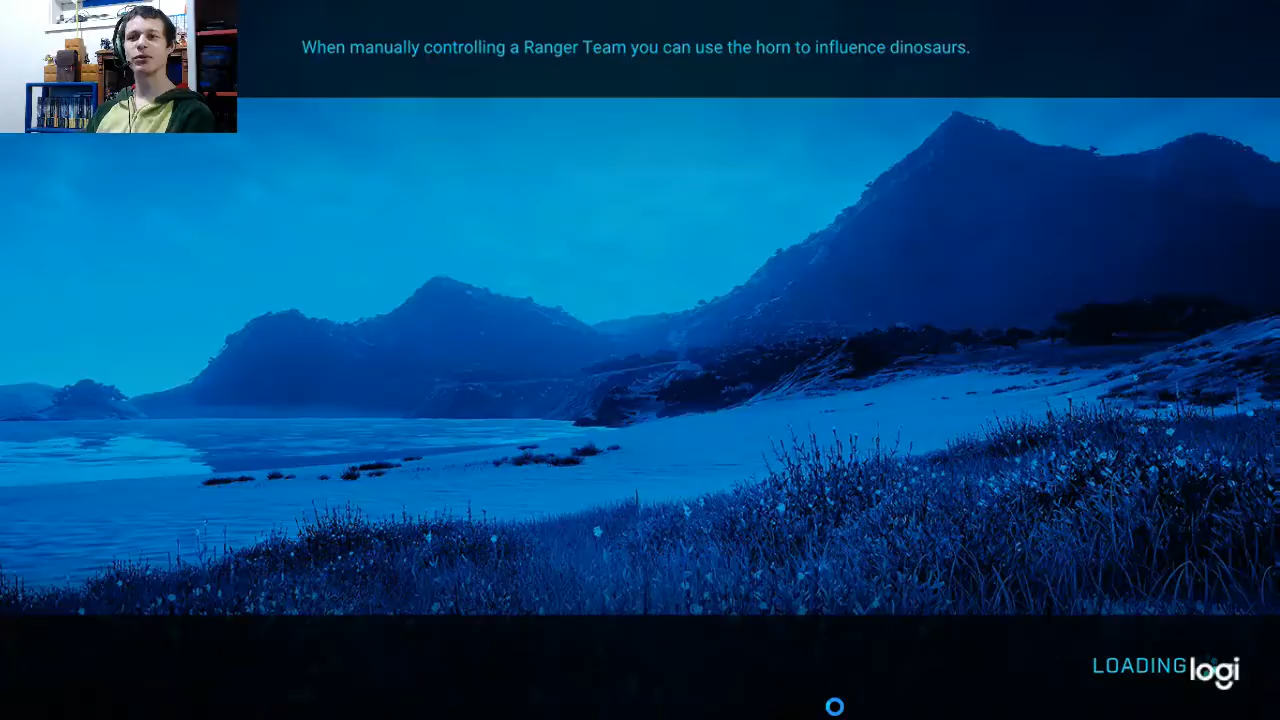 When manually controlling a Ranger Team you can use the horn to influence dinosaurs.
LOADING
logi